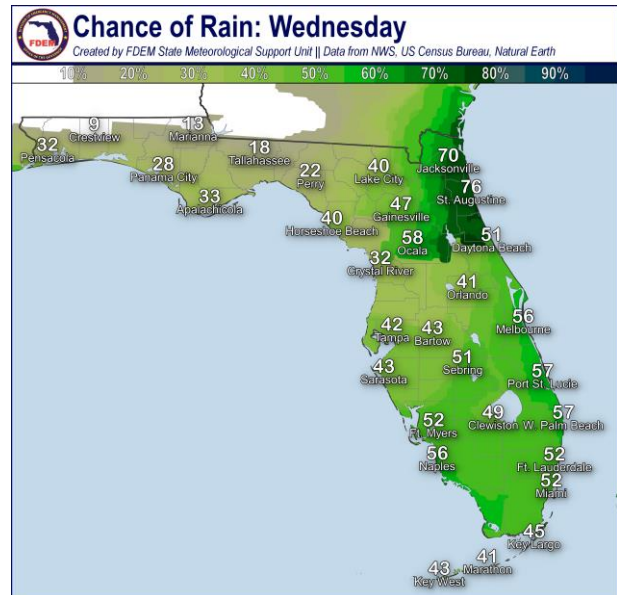 Chance of Rain: Wednesday
Created by FDEM State Meteorological Support Unit || Data from NWS, US Census Bureau, Natural Earth
FDEM
10% 20% 30% 40% 50% 60% 70% 80% 90%
9
Crestview
13
Marianna
32
Pensacola
18
Tallahassee
28
Panama City
22
Perry
40
Lake City
70
Jacksonville
33
Apalachicola
76
St. Augustine
40
Horseshoe Beach
47
Gainesville
58
Ocala
51
Daytona Beach
32
Crystal River
41
Orlando
42
Tampa
43
Bartow
56
Melbourne
43
Sarasota
51
Sebring
57
Port St. Lucie
52
Ft. Myers
49
Clewiston
57
W. Palm Beach
56
Naples
52
Ft. Lauderdale
52
Miami
45
Key Largo
43
Key West
41
Marathon